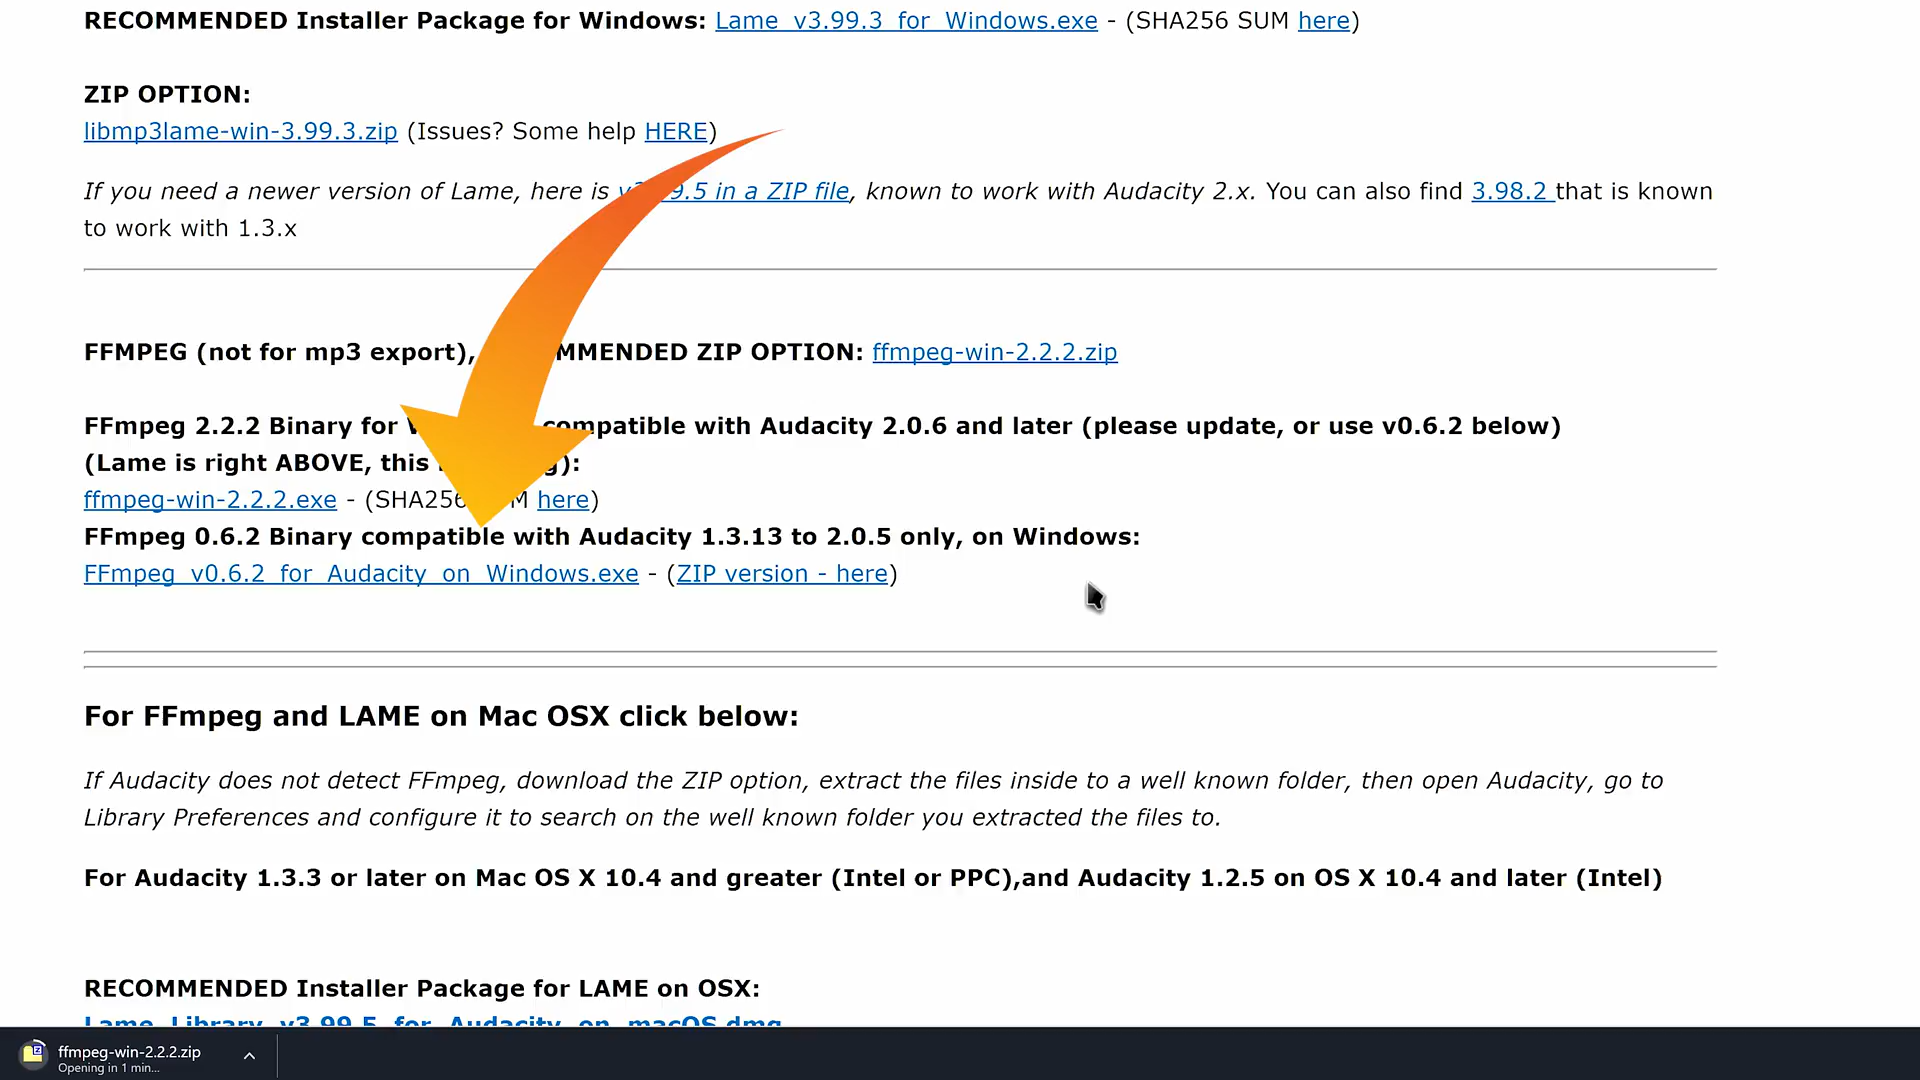 RECOMMENDED Installer Package for Windows: Lame_v3.99.3_for_Windows.exe - (SHA256 SUM here)
ZIP OPTION:
libmp3lame-win-3.99.3.zip (Issues? Some help HERE)
If you need a newer version of Lame, here is 9.5 in a ZIP file, known to work with Audacity 2.x. You can also find 3.98.2 that is known
to work with 1.3.x
FFMPEG (not for mp3 export), MMENDED ZIP OPTION: ffmpeg-win-2.2.2.zip
FFmpeg 2.2.2 Binary for compatible with Audacity 2.0.6 and later (please update, or use v0.6.2 below)
(Lame is right ABOVE, this g):
ffmpeg-win-2.2.2.exe - (SHA256 M here)
FFmpeg 0.6.2 Binary compatible with Audacity 1.3.13 to 2.0.5 only, on Windows:
FFmpeg_v0.6.2_for_Audacity_on_Windows.exe - (ZIP version - here)
For FFmpeg and LAME on Mac OSX click below:
If Audacity does not detect FFmpeg, download the ZIP option, extract the files inside to a well known folder, then open Audacity, go to
Library Preferences and configure it to search on the well known folder you extracted the files to.
For Audacity 1.3.3 or later on Mac OS X 10.4 and greater (Intel or PPC),and Audacity 1.2.5 on OS X 10.4 and later (Intel)
RECOMMENDED Installer Package for LAME on OSX:
Lame_Library_v3.99.5_for_Audacity_on_macOS.dmg
ffmpeg-win-2.2.2.zip
Opening in 1 min...